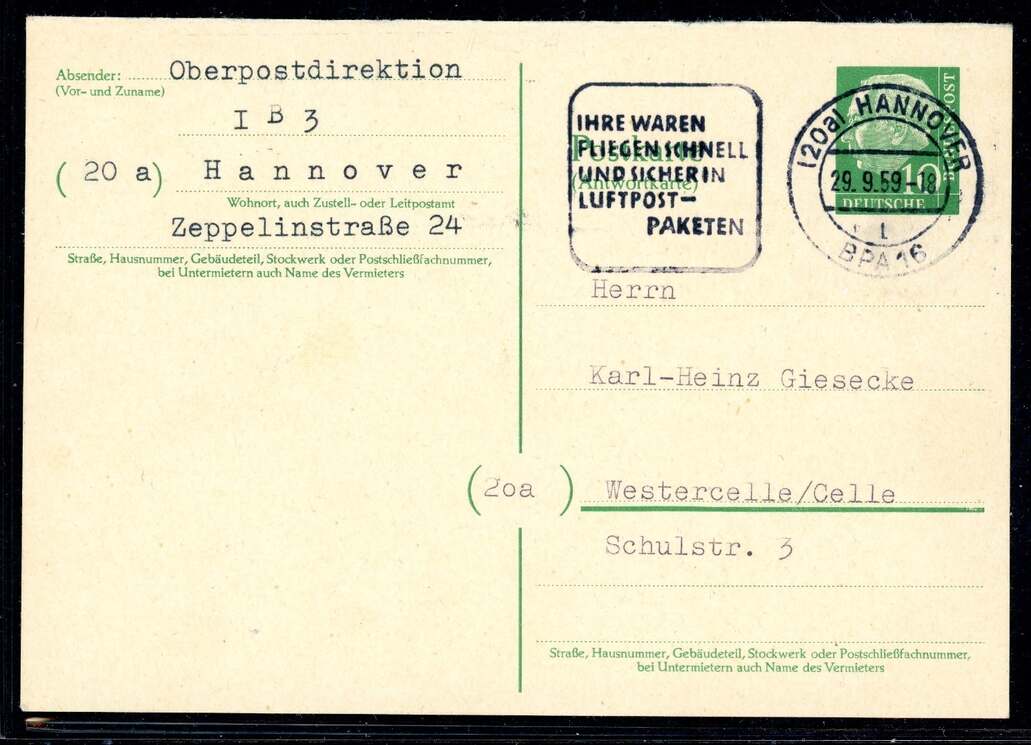 Absender: Oberpostdirektion
(Vor- und Zuname)
I B 3
( 20 a) Hannover
Wohnort, auch Zustell- oder Leitpostamt
Zeppelinstraße 24
Straße, Hausnummer, Gebäudeteil, Stockwerk oder Postschließfachnummer,
bei Untermietern auch Name des Vermieters
IHRE WAREN
FLIEGEN SCHNELL
UND SICHER IN
LUFTPOST-
PAKETEN
Postkarte
(Antwortkarte)
(20a) HANNOVER
29. 9. 59-18
1
BPA 16
10
DEUTSCHE
Herrn
Karl-Heinz Giesecke
(2oa ) Westercelle/Celle
Schulstr. 3
Straße, Hausnummer, Gebäudeteil, Stockwerk oder Postschließfachnummer,
bei Untermietern auch Name des Vermieters